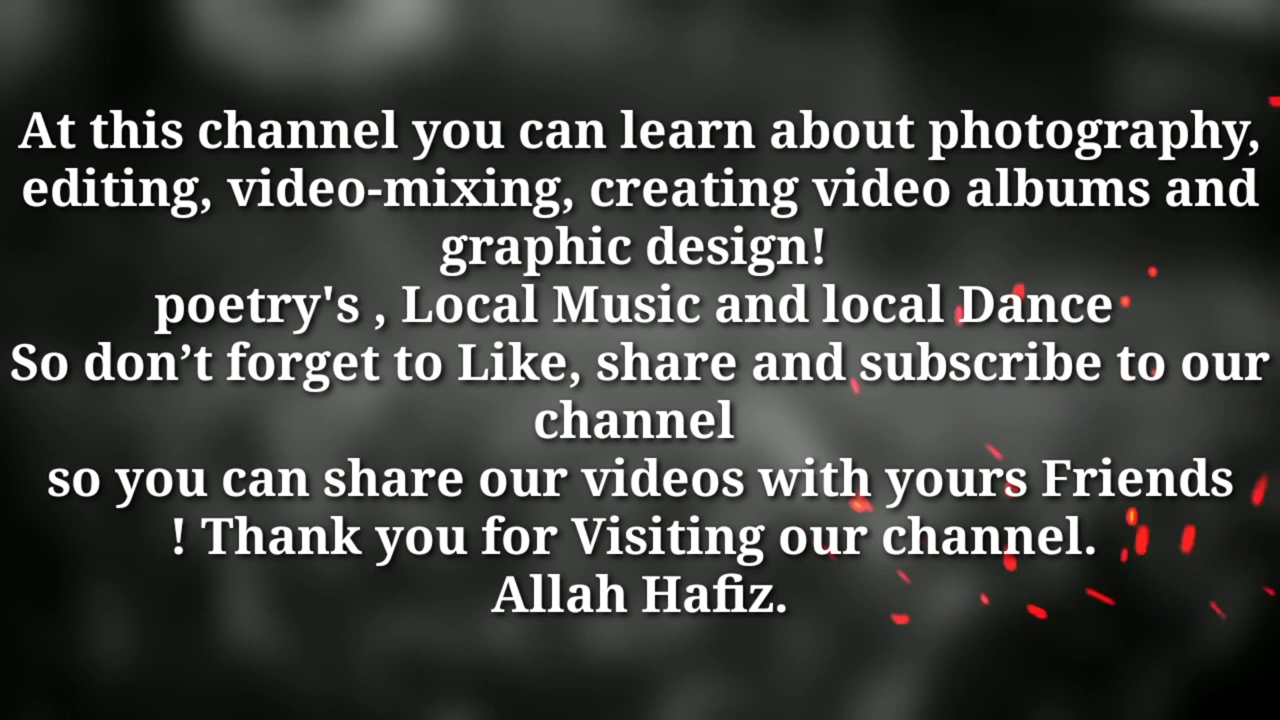 At this channel you can learn about photography,
editing, video-mixing, creating video albums and
graphic design!
poetry's , Local Music and local Dance
So don’t forget to Like, share and subscribe to our
channel
so you can share our videos with yours Friends
! Thank you for Visiting our channel.
Allah Hafiz.